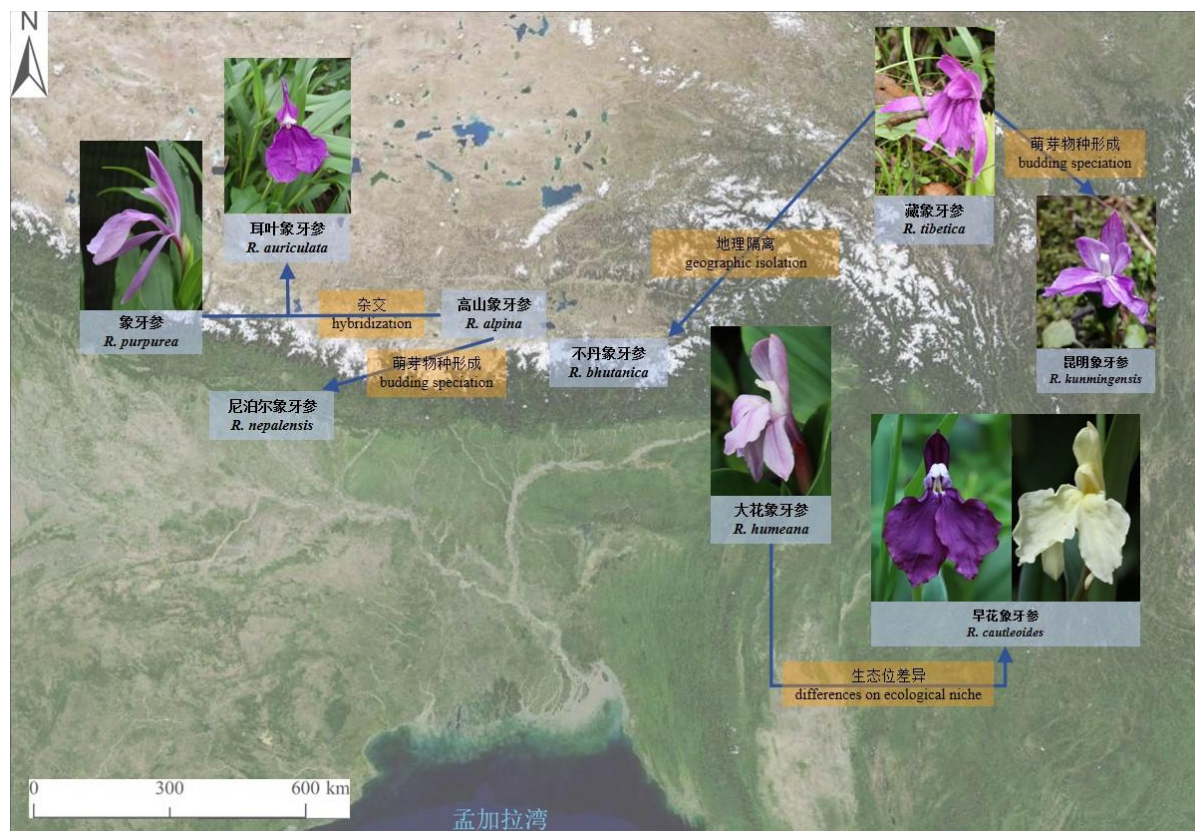 N
耳叶象牙参
R. auriculata
象牙参
R. purpurea
杂交
hybridization
高山象牙参
R. alpina
萌芽物种形成
budding speciation
尼泊尔象牙参
R. nepalensis
不丹象牙参
R. bhutanica
地理隔离
geographic isolation
藏象牙参
R. tibetica
萌芽物种形成
budding speciation
昆明象牙参
R. kunmingensis
大花象牙参
R. humeana
早花象牙参
R. cautleoides
生态位差异
differences on ecological niche
0 300 600 km
孟加拉湾